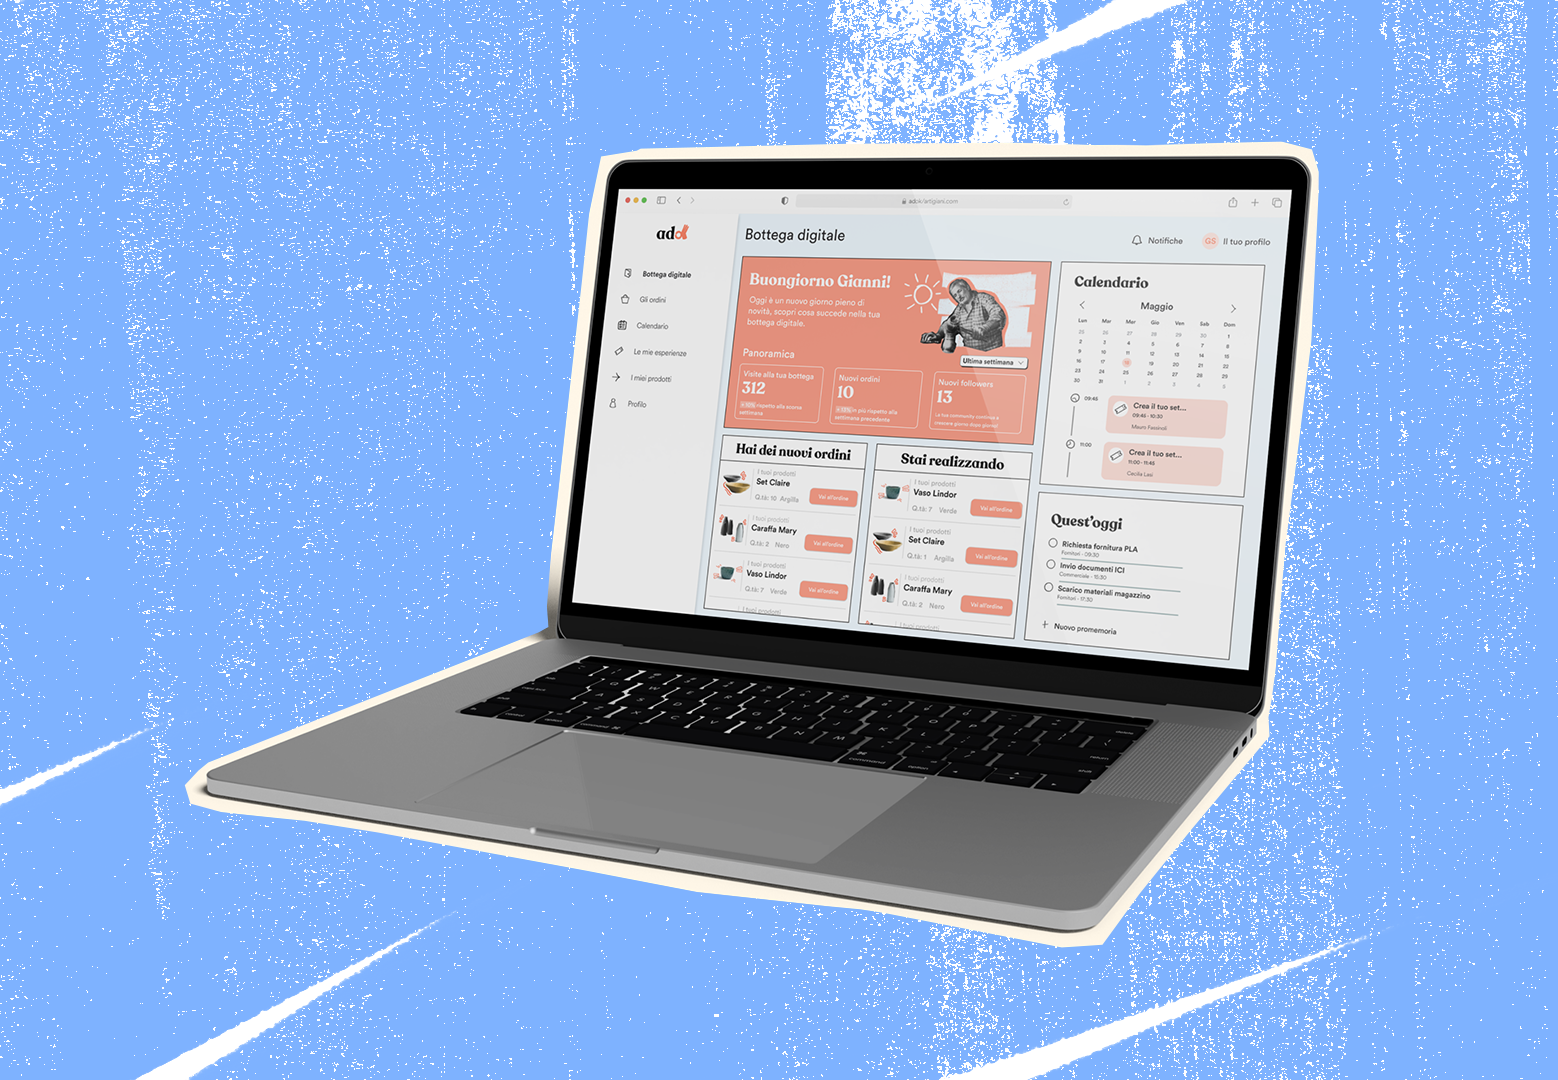 adok/artigiani.com
adok
Bottega digitale
Gli ordini
Calendario
Le mie esperienze
I miei prodotti
Profilo
Bottega digitale
Notifiche
GS
Il tuo profilo
Buongiorno Gianni!
Oggi è un nuovo giorno pieno di
novità, scopri cosa succede nella tua
bottega digitale.
Panoramica
Ultima settimana
Visite alla tua bottega
312
rispetto alla scorsa
settimana
Nuovi ordini
10
in più rispetto alla
settimana precedente
Nuovi followers
13
La tua community continua a
crescere giorno dopo giorno!
Hai dei nuovi ordini
I tuoi prodotti
Set Claire
Q.tà: 10 Argilla
Vai all'ordine
I tuoi prodotti
Caraffa Mary
Q.tà: 2 Nero
Vai all'ordine
I tuoi prodotti
Vaso Lindor
Q.tà: 7 Verde
Vai all'ordine
I tuoi prodotti
Stai realizzando
I tuoi prodotti
Vaso Lindor
Q.tà: 7 Verde
Vai all'ordine
I tuoi prodotti
Set Claire
Q.tà: 1 Argilla
Vai all'ordine
I tuoi prodotti
Caraffa Mary
Q.tà: 2 Nero
Vai all'ordine
I tuoi prodotti
Calendario
Maggio
Lun Mar Mer Gio Ven Sab Dom
25 26 27 28 29 30 1
2 3 4 5 6 7 8
9 10 11 12 13 14 15
16 17 18 19 20 21 22
23 24 25 26 27 28 29
30 31 1 2 3 4 5
09:45
Crea il tuo set...
09:45 - 10:30
Mauro Passinoli
11:00
Crea il tuo set...
11:00 - 11:45
Cecilia Lasi
Quest'oggi
Richiesta fornitura PLA
Fornitori - 09:30
Invio documenti ICI
Commerciale - 15:30
Scarico materiali magazzino
Fornitori - 17:30
Nuovo promemoria
command
option